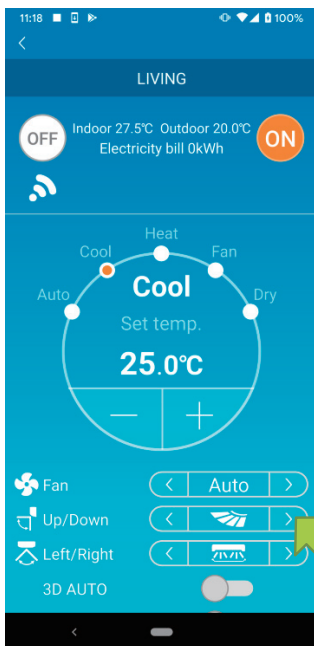 11:18
100%
LIVING
OFF
Indoor 27.5℃ Outdoor 20.0℃
Electricity bill 0kWh
ON
Heat
Cool
Fan
Auto
Cool
Dry
Set temp.
25.0℃
Fan
Auto
Up/Down
Left/Right
3D AUTO